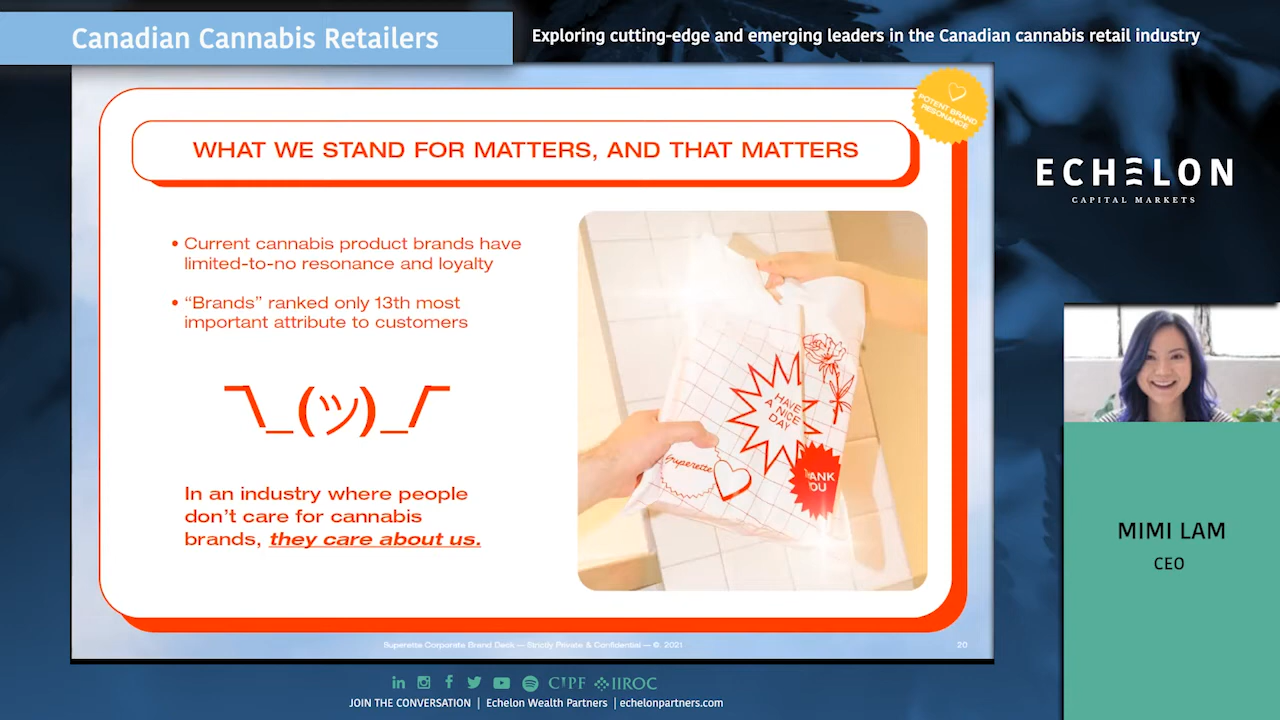 Canadian Cannabis Retailers
Exploring cutting-edge and emerging leaders in the Canadian cannabis retail industry
POTENT BRAND
RESONANCE
WHAT WE STAND FOR MATTERS, AND THAT MATTERS
ECHELON
CAPITAL MARKETS
• Current cannabis product brands have
limited-to-no resonance and loyalty
• “Brands” ranked only 13th most
important attribute to customers
¯\_(ツ)_/¯
In an industry where people
don’t care for cannabis
brands, they care about us.
HAVE
A NICE
DAY
Superette
MIMI LAM
CEO
Superette Corporate Brand Deck — Strictly Private & Confidential — ©. 2021
20
CIPF IIROC
JOIN THE CONVERSATION | Echelon Wealth Partners | echelonpartners.com